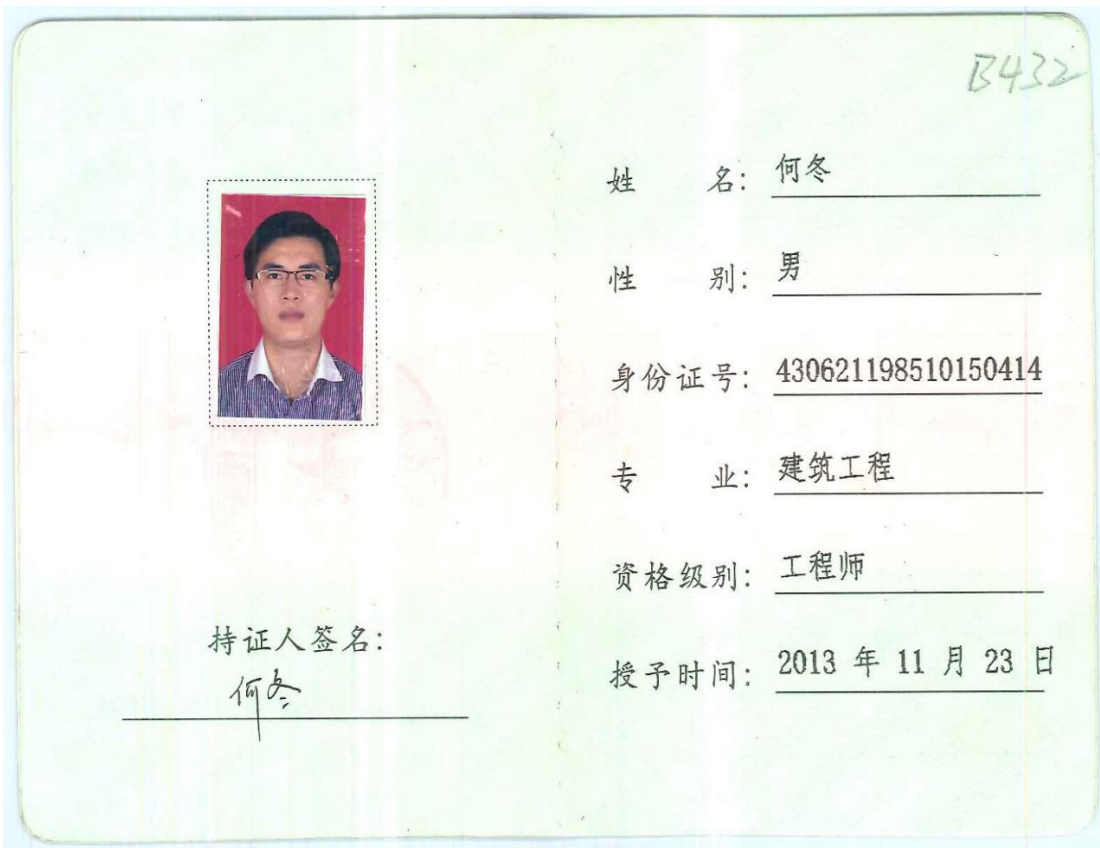 B432
姓 名: 何冬
性 别: 男
身份证号: 430621198510150414
专 业: 建筑工程
资格级别: 工程师
授予时间: 2013 年 11 月 23 日
持证人签名:
何冬